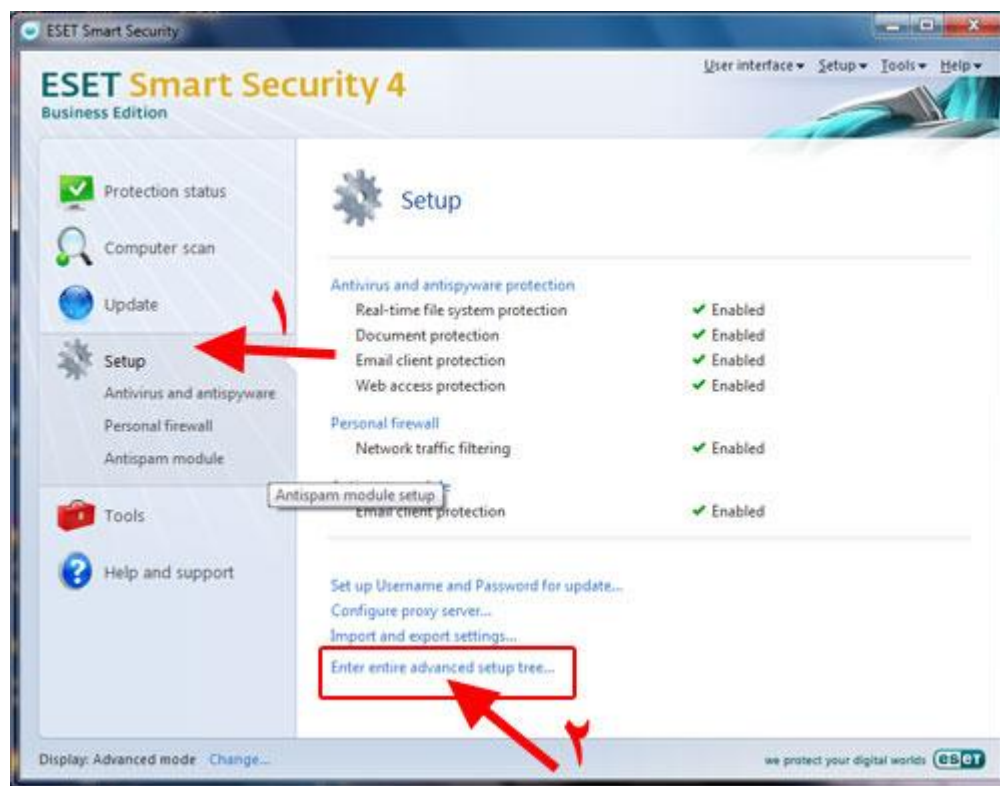 ESET Smart Security
User interface Setup Tools Help
ESET Smart Security 4
Business Edition
Protection status
Computer scan
Update
۱
Setup
Antivirus and antispyware
Personal firewall
Antispam module
Tools
Help and support
Setup
Antivirus and antispyware protection
Real-time file system protection Enabled
Document protection Enabled
Email client protection Enabled
Web access protection Enabled
Personal firewall
Network traffic filtering Enabled
Antispam module setup
Email client protection Enabled
Set up Username and Password for update...
Configure proxy server...
Import and export settings...
Enter entire advanced setup tree...
۲
Display: Advanced mode Change...
we protect your digital worlds eset